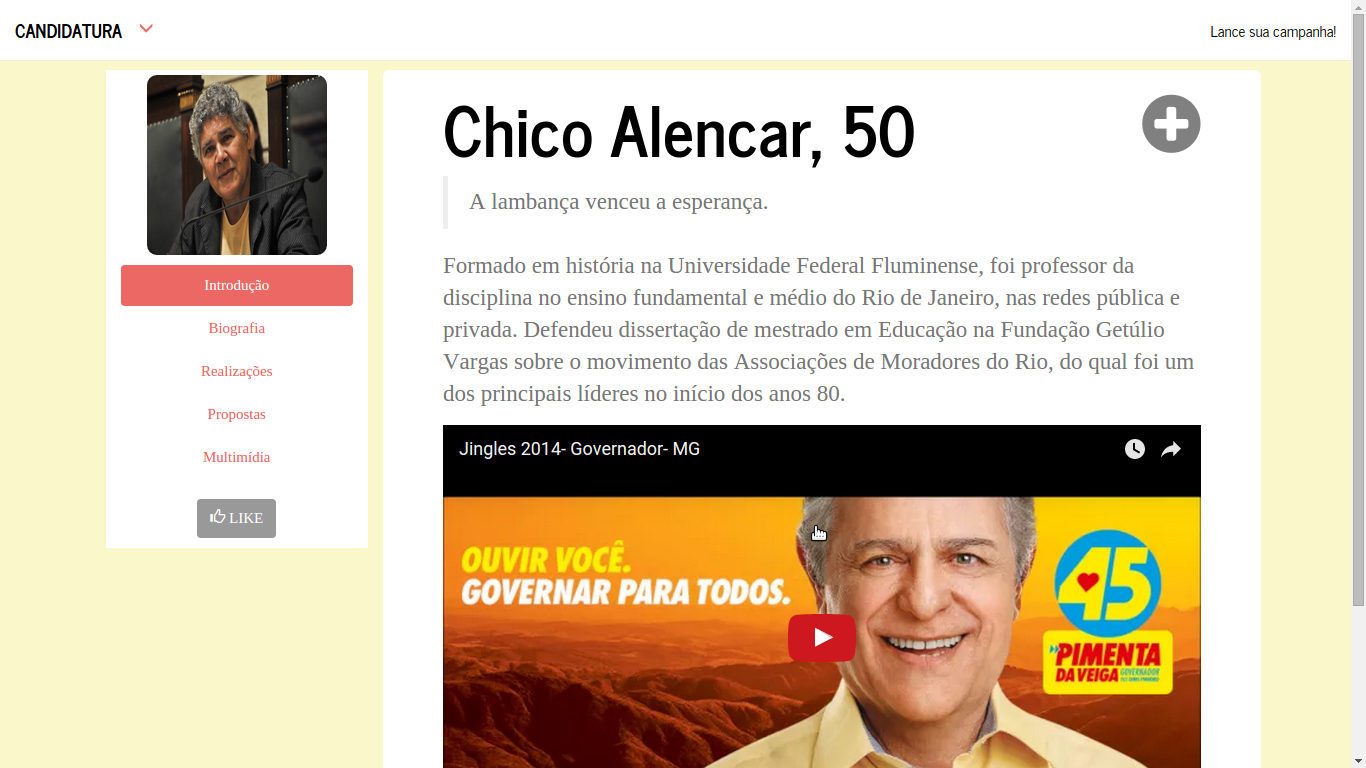 CANDIDATURA
Lance sua campanha!
Introdução
Biografia
Realizações
Propostas
Multimídia
LIKE
Chico Alencar, 50
A lambança venceu a esperança.
Formado em história na Universidade Federal Fluminense, foi professor da
disciplina no ensino fundamental e médio do Rio de Janeiro, nas redes pública e
privada. Defendeu dissertação de mestrado em Educação na Fundação Getúlio
Vargas sobre o movimento das Associações de Moradores do Rio, do qual foi um
dos principais líderes no início dos anos 80.
Jingles 2014- Governador- MG
OUVIR VOCÊ.
GOVERNAR PARA TODOS.
45
PIMENTA
DA VEIGA GOVERNADOR